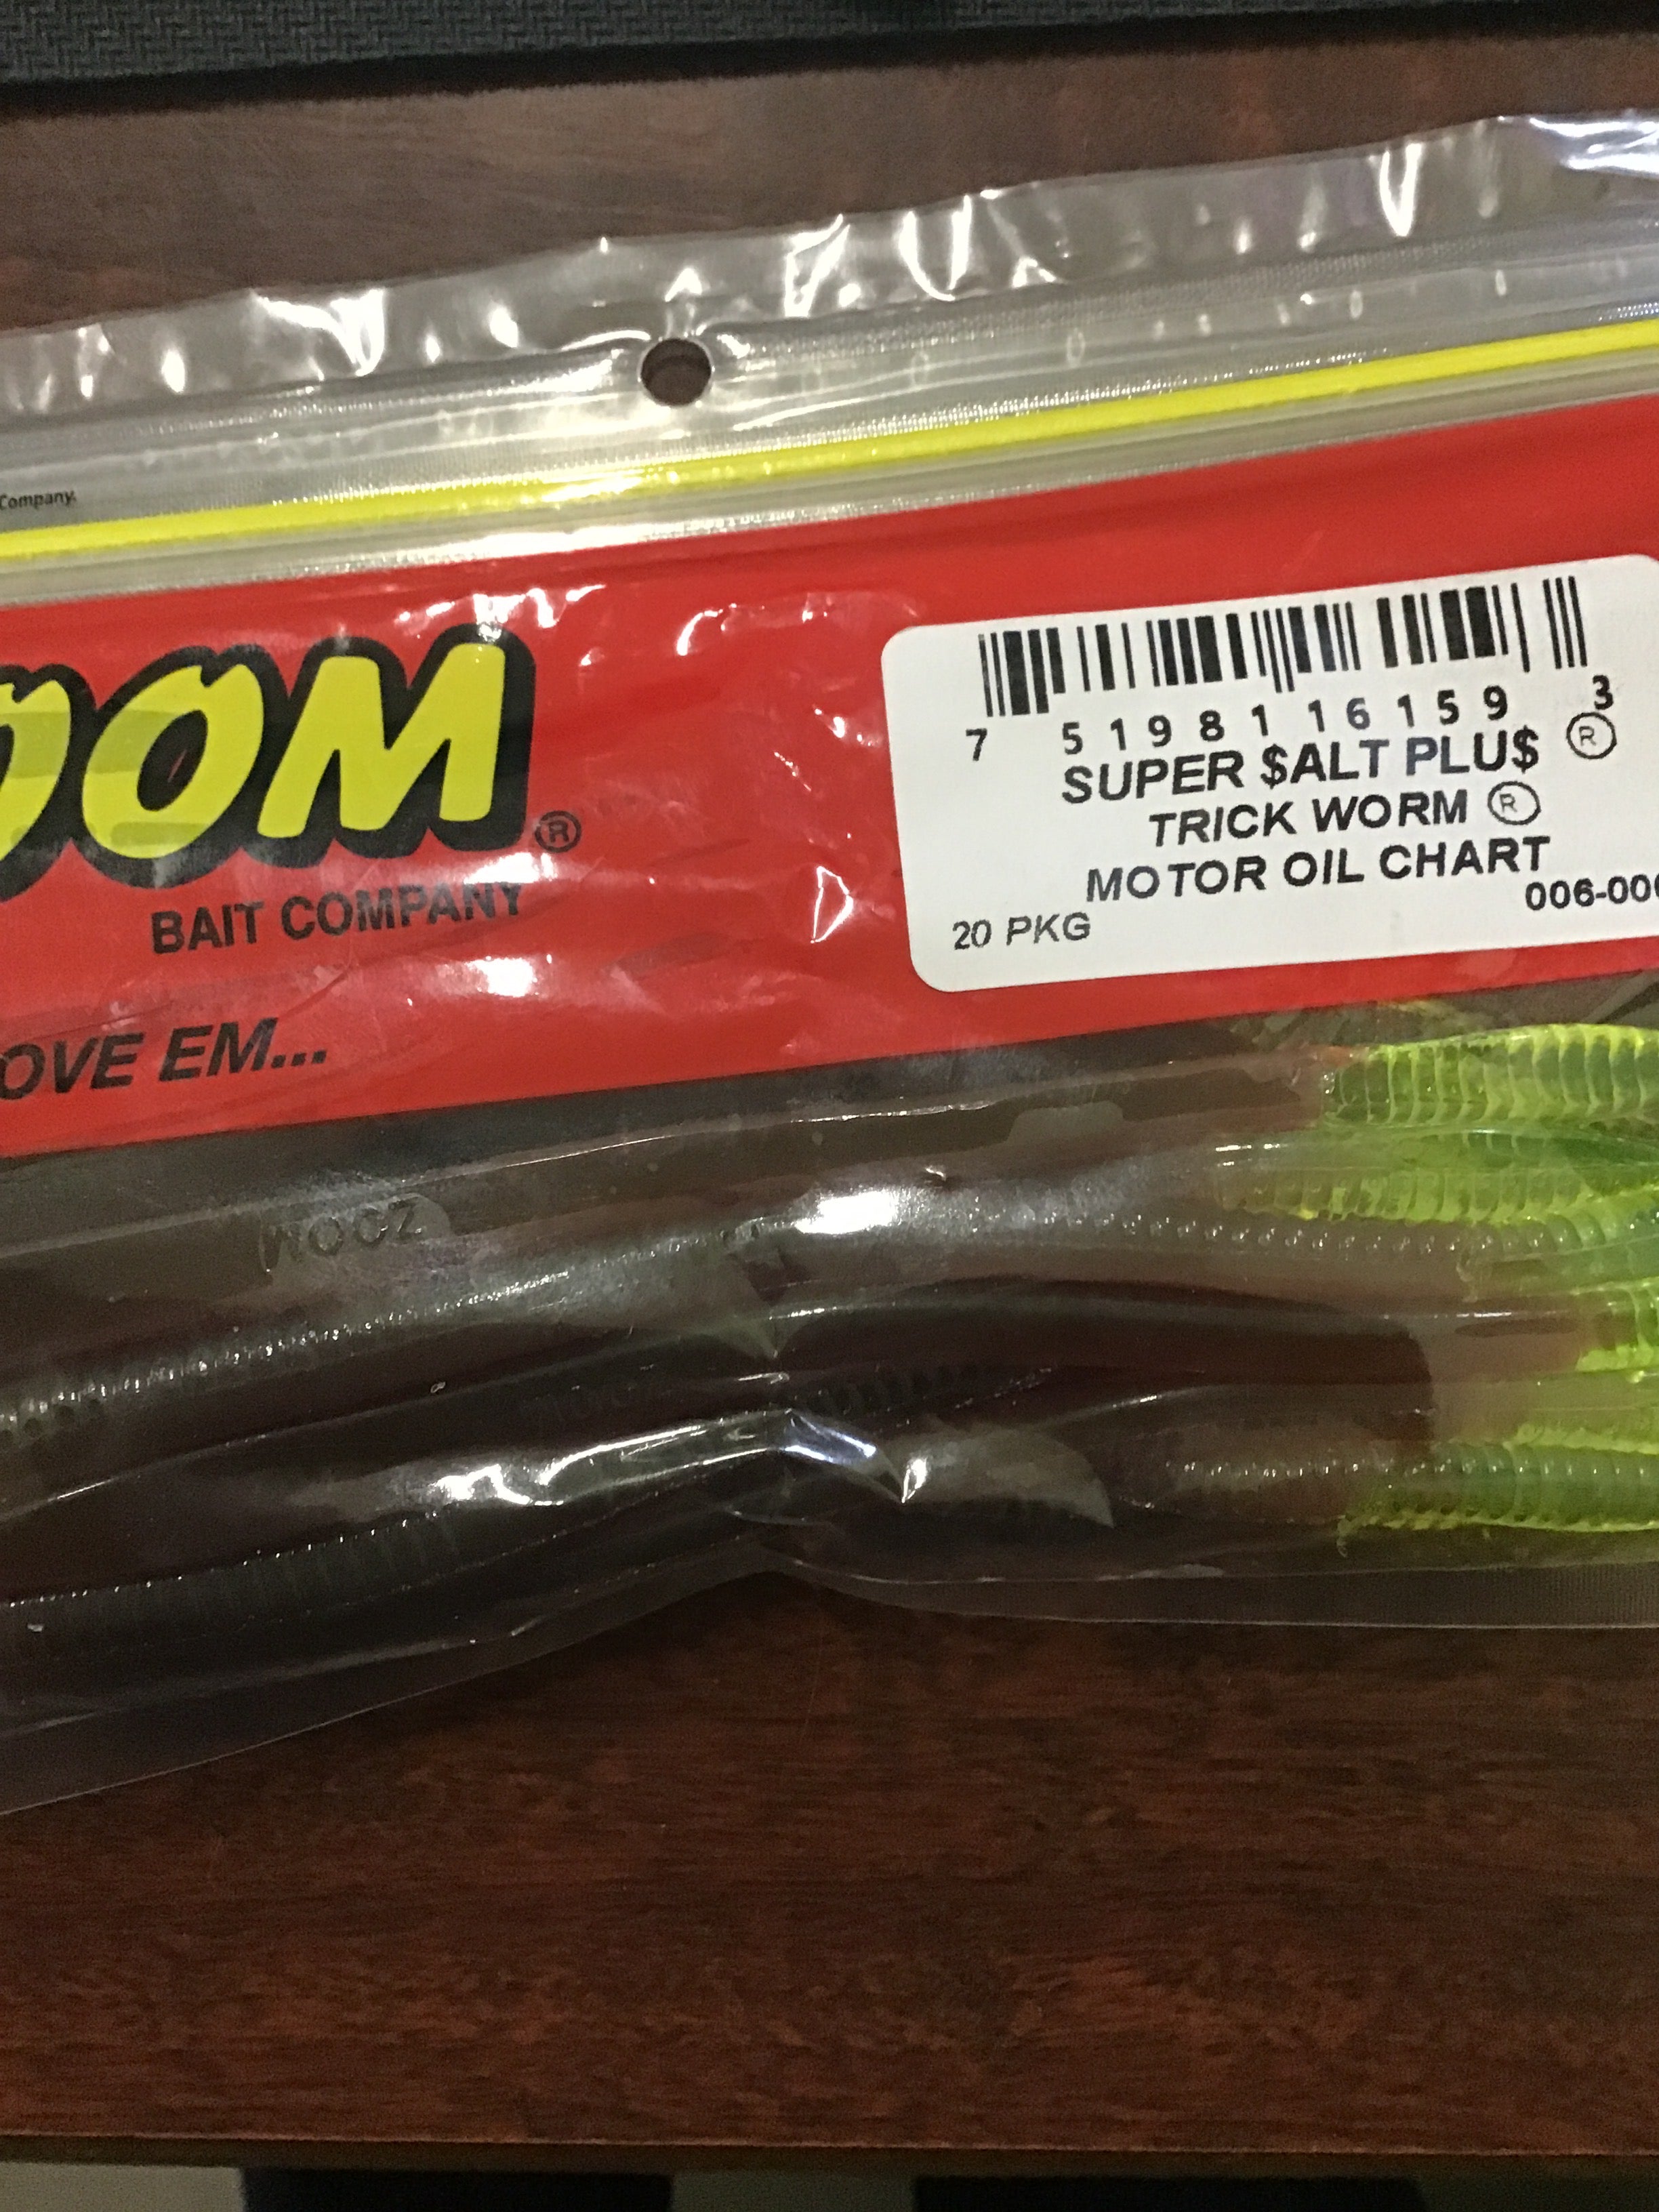 Company.
OOM®
BAIT COMPANY
OVE EM...
7 51981 16159 3
SUPER $ALT PLU$ ®
TRICK WORM ®
MOTOR OIL CHART
006-006
20 PKG
ZOOM